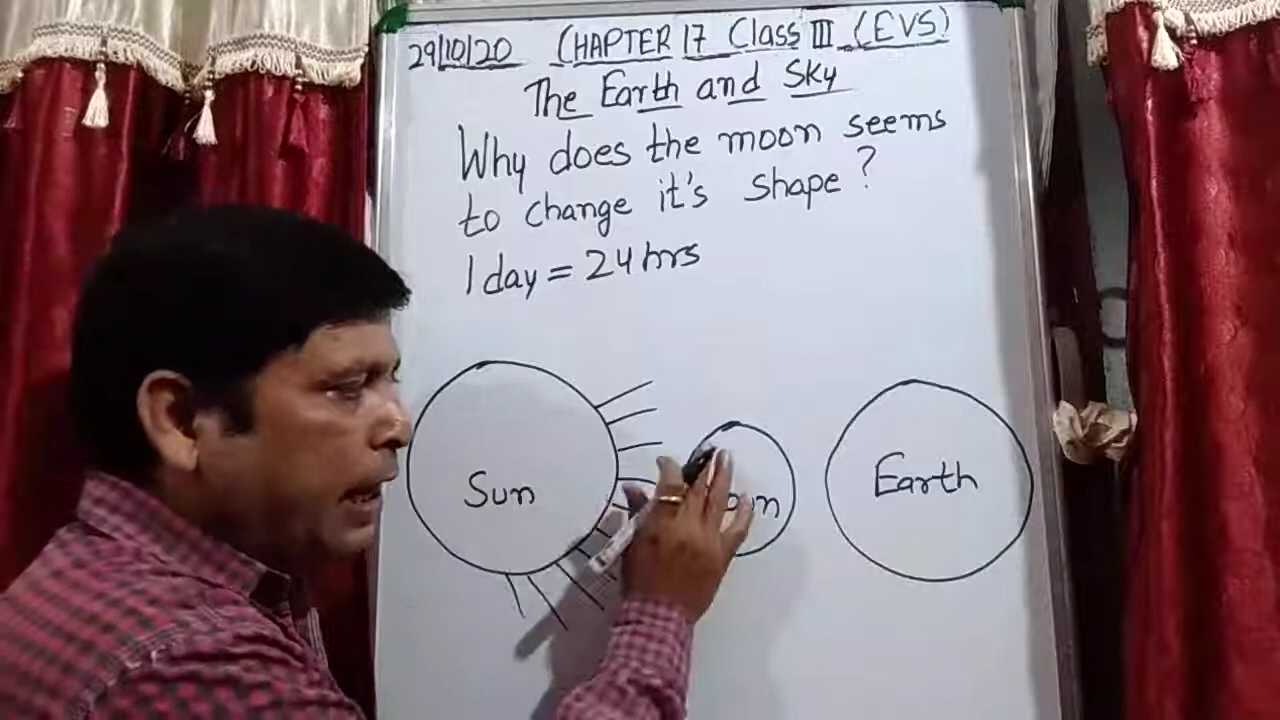 29/10/20 CHAPTER 17 Class III (EVS)
The Earth and Sky
Why does the moon seems
to change it's shape?
1 day = 24 hrs
Sun
Earth